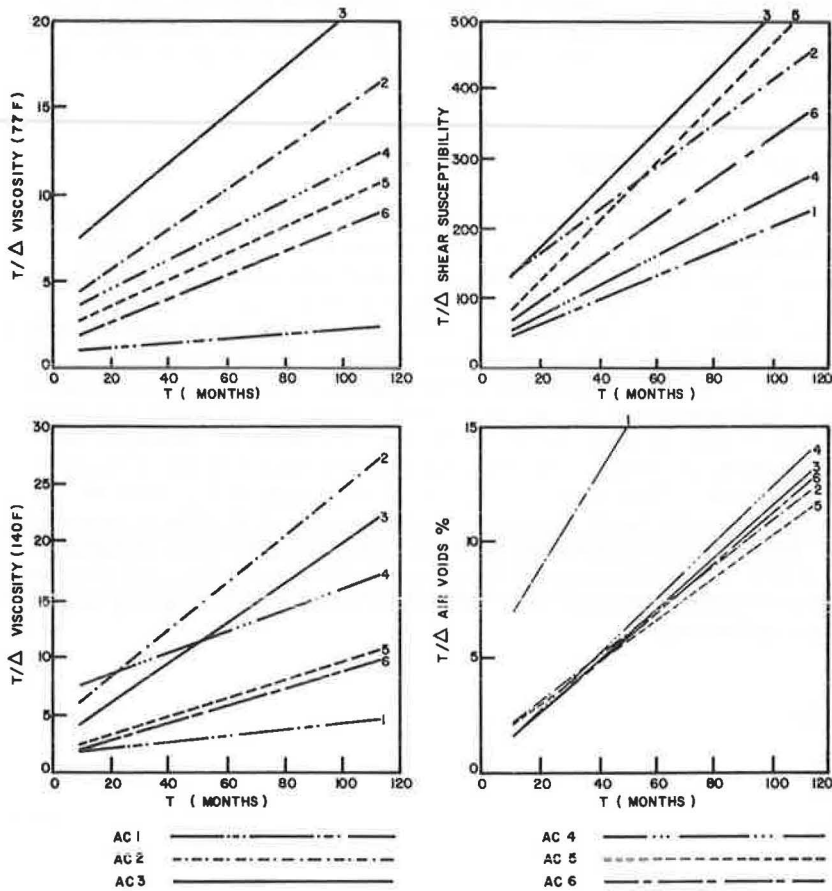 3
20
15
10
5
0
2
4
5
6
T/Δ VISCOSITY (77 F)
0 20 40 60 80 100 120
T ( MONTHS)
3 5
500
400
300
200
100
0
2
6
4
1
T/Δ SHEAR SUSCEPTIBILITY
0 20 40 60 80 100 120
T ( MONTHS )
30
25
20
15
10
5
0
2
3
4
5
6
1
T/Δ VISCOSITY (140 F)
0 20 40 60 80 100 120
T ( MONTHS )
1
15
10
5
0
4
3
6
2
5
T/Δ AIR VOIDS %
0 20 40 60 80 100 120
T ( MONTHS )
AC 1
AC 2
AC 3
AC 4
AC 5
AC 6